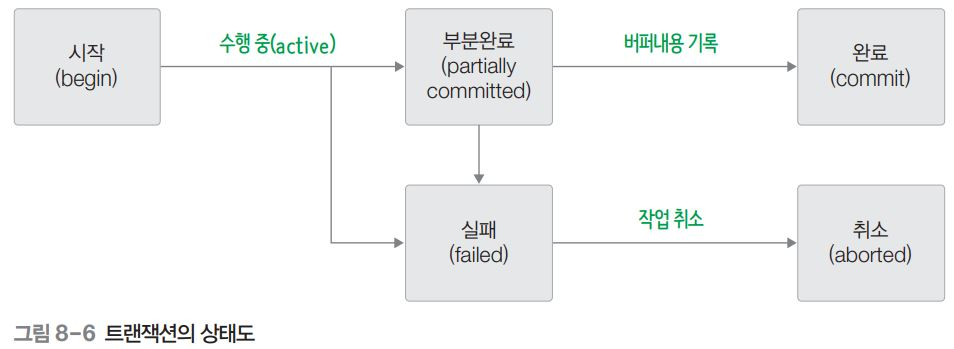 시작
(begin)
수행 중(active)
부분완료
(partially
committed)
버퍼내용 기록
완료
(commit)
실패
(failed)
작업 취소
취소
(aborted)
그림 8-6 트랜잭션의 상태도